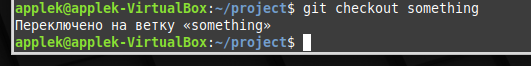 applek@applek-VirtualBox:~/project$ git checkout something
Переключено на ветку «something»
applek@applek-VirtualBox:~/project$